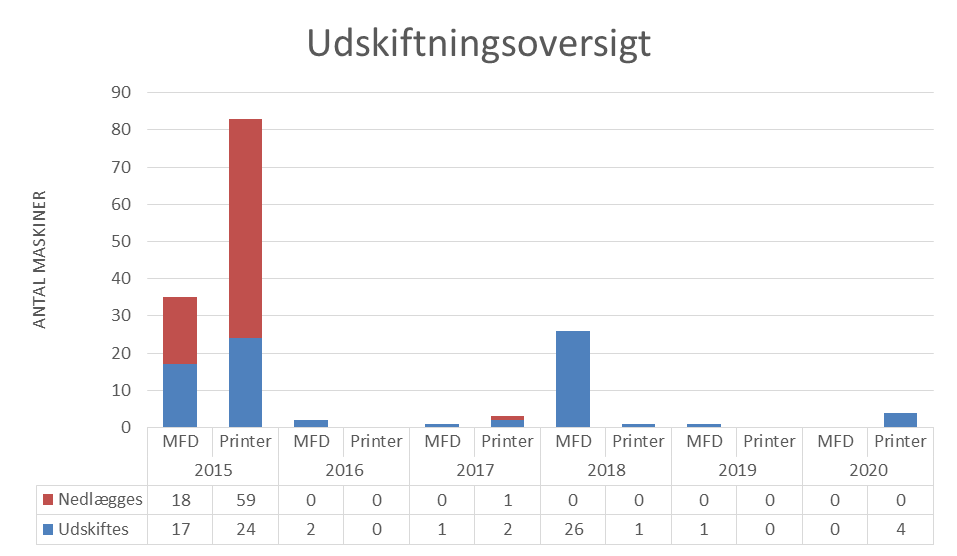 Udskiftningsoversigt
90
80
70
60
50
40
30
20
10
0
ANTAL MASKINER
MFD Printer MFD Printer MFD Printer MFD Printer MFD Printer MFD Printer
2015 2016 2017 2018 2019 2020
Nedlægges 18 59 0 0 0 1 0 0 0 0 0 0
Udskiftes 17 24 2 0 1 2 26 1 1 0 0 4